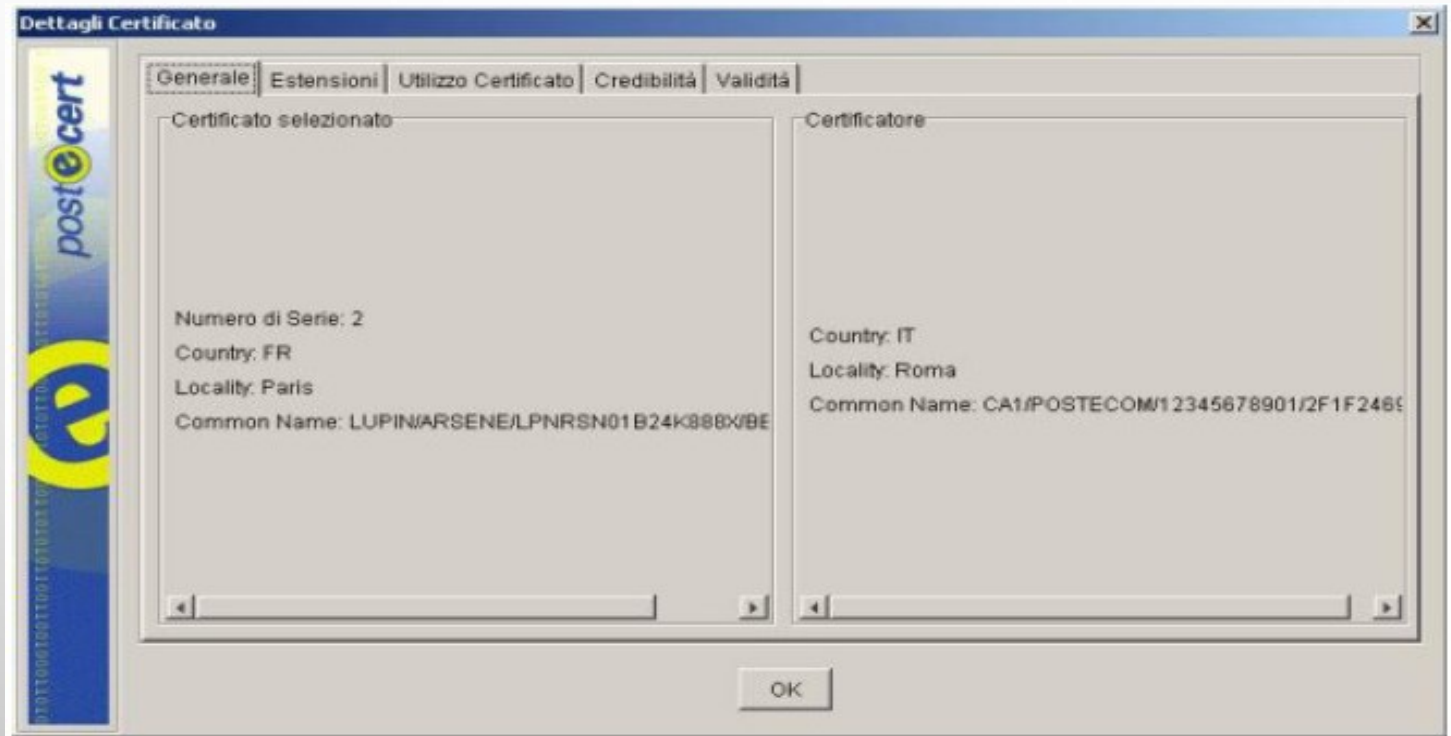 Dettagli Certificato
postecert
Generale Estensioni Utilizzo Certificato Credibilità Validità
Certificato selezionato
Numero di Serie: 2
Country: FR
Locality: Paris
Common Name: LUPIN/ARSENE/LPNRSN01B24K888X/BE
Certificatore
Country: IT
Locality: Roma
Common Name: CA1/POSTECOM/12345678901/2F1F2469
OK